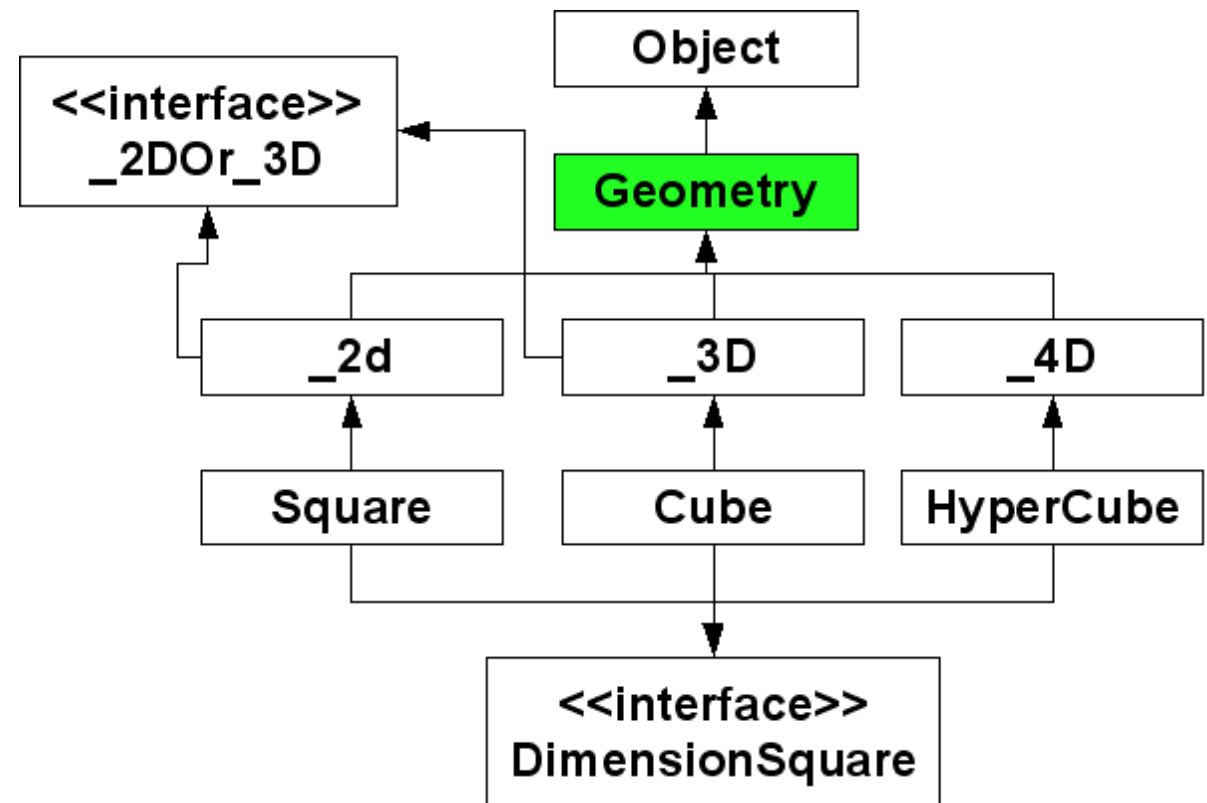 Object
<<interface>>
_2DOr_3D
Geometry
_2d
_3D
_4D
Square
Cube
HyperCube
<<interface>>
DimensionSquare